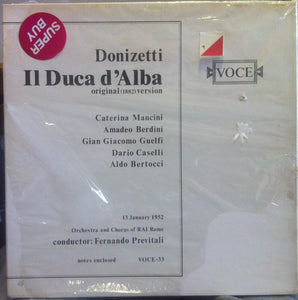 SUPER
BUY
Donizetti
VOCE
Il Duca d'Alba
original (1882) version
Caterina Mancini
Amadeo Berdini
Gian Giacomo Guelfi
Dario Caselli
Aldo Bertocci
13 January 1952
Orchestra and Chorus of RAI Rome
conductor: Fernando Previtali
notes enclosed
VOCE-33